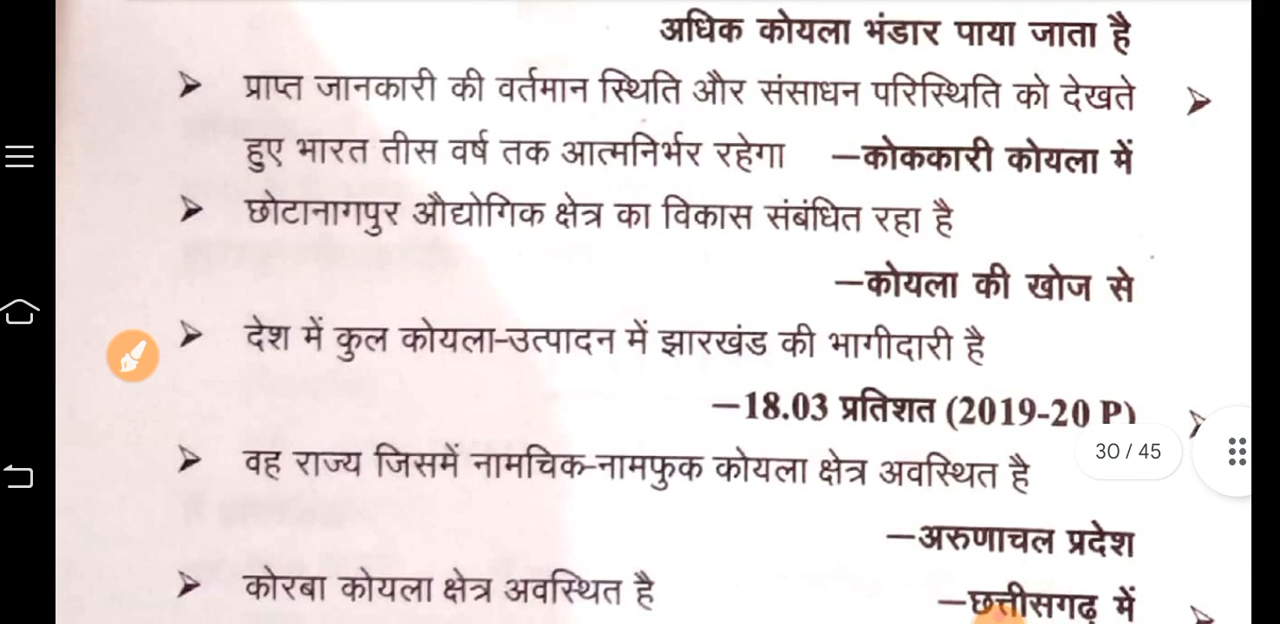 अधिक कोयला भंडार पाया जाता है
➤ प्राप्त जानकारी की वर्तमान स्थिति और संसाधन परिस्थिति को देखते
हुए भारत तीस वर्ष तक आत्मनिर्भर रहेगा —कोककारी कोयला में
➤ छोटानागपुर औद्योगिक क्षेत्र का विकास संबंधित रहा है
—कोयला की खोज से
➤ देश में कुल कोयला-उत्पादन में झारखंड की भागीदारी है
—18.03 प्रतिशत (2019-20 P)
➤ वह राज्य जिसमें नामचिक-नामफुक कोयला क्षेत्र अवस्थित है
30 / 45
—अरुणाचल प्रदेश
➤ कोरबा कोयला क्षेत्र अवस्थित है —छत्तीसगढ़ में